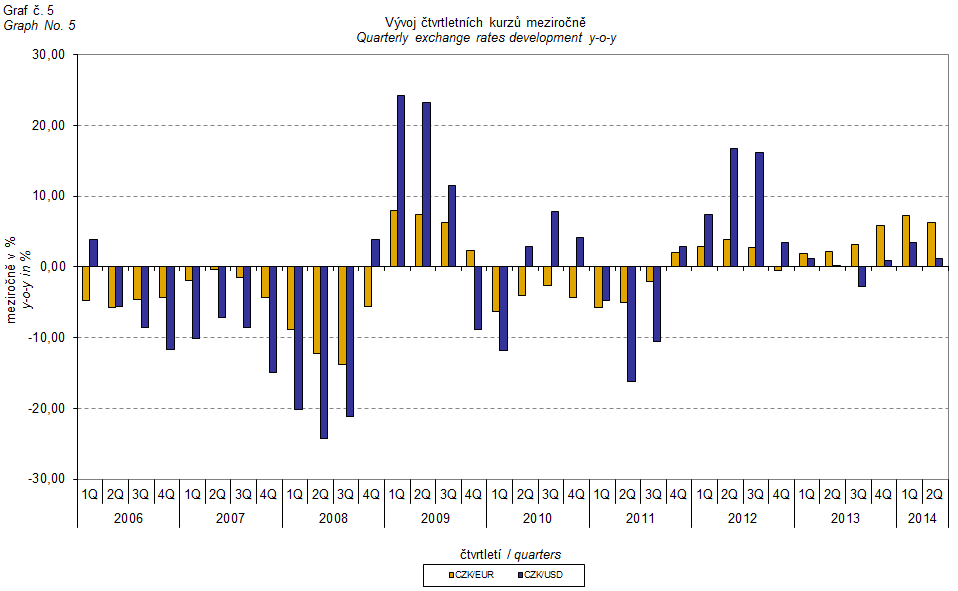 Graf č. 5
Graph No. 5
Vývoj čtvrtletních kurzů meziročně
Quarterly exchange rates development y-o-y
30,00
20,00
10,00
0,00
-10,00
-20,00
-30,00
meziročně v %
y-o-y in %
1Q 2Q 3Q 4Q 1Q 2Q 3Q 4Q 1Q 2Q 3Q 4Q 1Q 2Q 3Q 4Q 1Q 2Q 3Q 4Q 1Q 2Q 3Q 4Q 1Q 2Q 3Q 4Q 1Q 2Q 3Q 4Q 1Q 2Q
2006 2007 2008 2009 2010 2011 2012 2013 2014
čtvrtletí / quarters
CZK/EUR CZK/USD